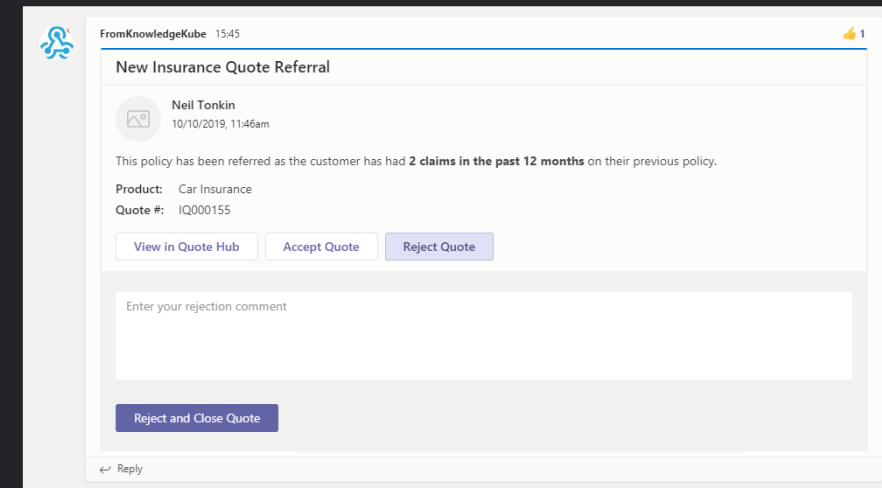 FromKnowledgeKube 15:45
1
New Insurance Quote Referral
Neil Tonkin
10/10/2019, 11:46am
This policy has been referred as the customer has had 2 claims in the past 12 months on their previous policy.
Product: Car Insurance
Quote #: IQ000155
View in Quote Hub Accept Quote Reject Quote
Enter your rejection comment
Reject and Close Quote
Reply